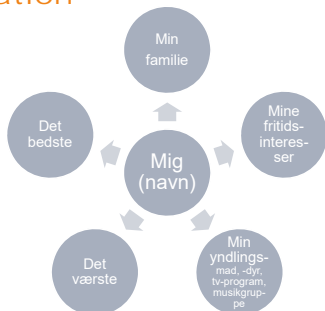 ation
Min
familie
Det
bedste
Mine
fritids-
interes-
ser
Mig
(navn)
Det
værste
Min
yndlings-
mad, -dyr,
tv-program,
musikgrup-
pe